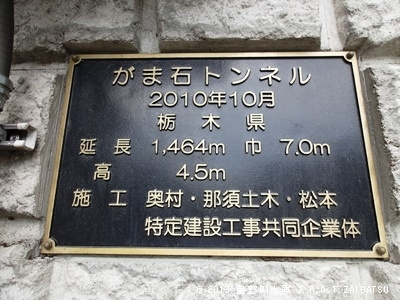 がま石トンネル
2010年10月
栃木県
延長 1,464m 巾 7.0m
高 4.5m
施工 奥村・那須土木・松本
特定建設工事共同企業体